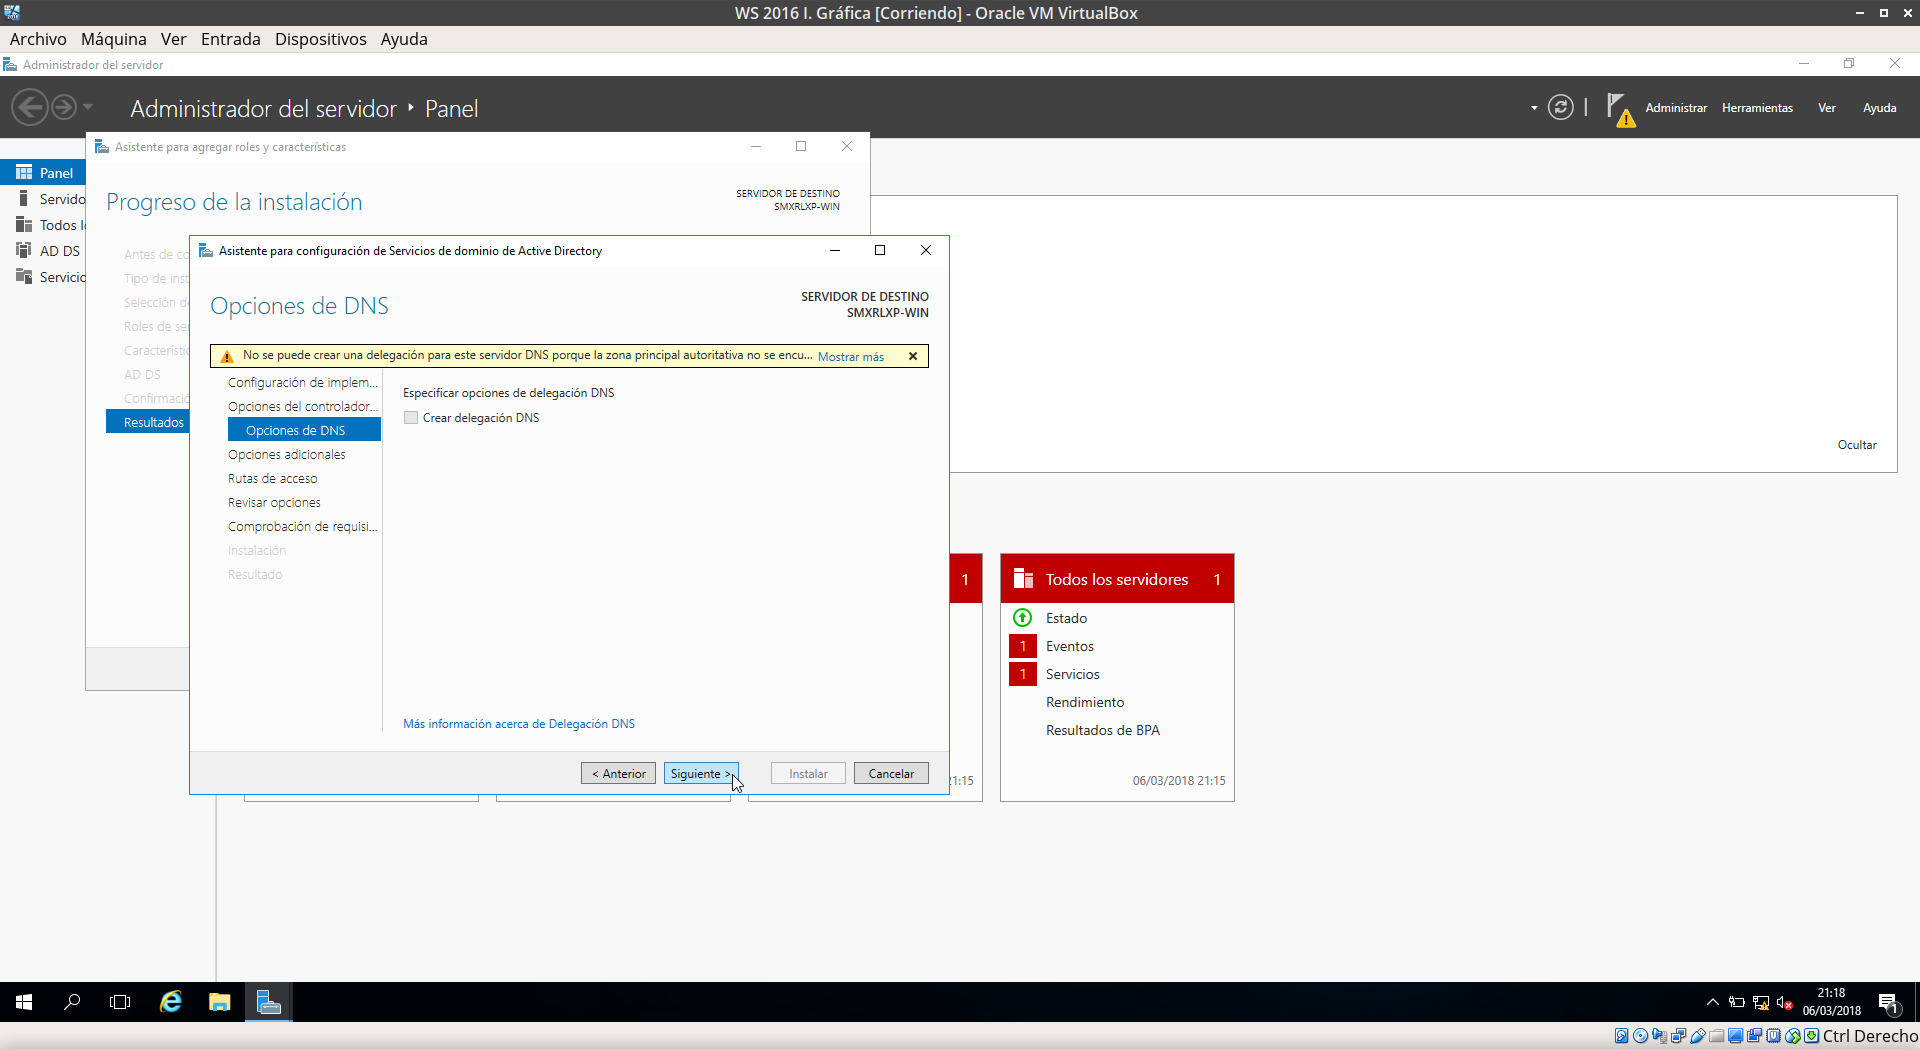 WS 2016 I. Gráfica [Corriendo] - Oracle VM VirtualBox
Archivo Máquina Ver Entrada Dispositivos Ayuda
Administrador del servidor
Administrador del servidor ‣ Panel
Administrar Herramientas Ver Ayuda
Asistente para agregar roles y características
Panel
Servido
Todos l
AD DS
Servicio
Progreso de la instalación
SERVIDOR DE DESTINO
SMXRLXP-WIN
Antes de co
Tipo de inst
Selección de
Roles de se
Característic
AD DS
Confirmació
Resultados
Asistente para configuración de Servicios de dominio de Active Directory
Opciones de DNS
SERVIDOR DE DESTINO
SMXRLXP-WIN
No se puede crear una delegación para este servidor DNS porque la zona principal autoritativa no se encu... Mostrar más
Configuración de implem...
Opciones del controlador...
Opciones de DNS
Opciones adicionales
Rutas de acceso
Revisar opciones
Comprobación de requisi...
Instalación
Resultado
Especificar opciones de delegación DNS
Crear delegación DNS
Más información acerca de Delegación DNS
< Anterior Siguiente > Instalar Cancelar
Ocultar
1
1:15
Todos los servidores 1
Estado
1 Eventos
1 Servicios
Rendimiento
Resultados de BPA
06/03/2018 21:15
21:18
06/03/2018
1
Ctrl Derecho